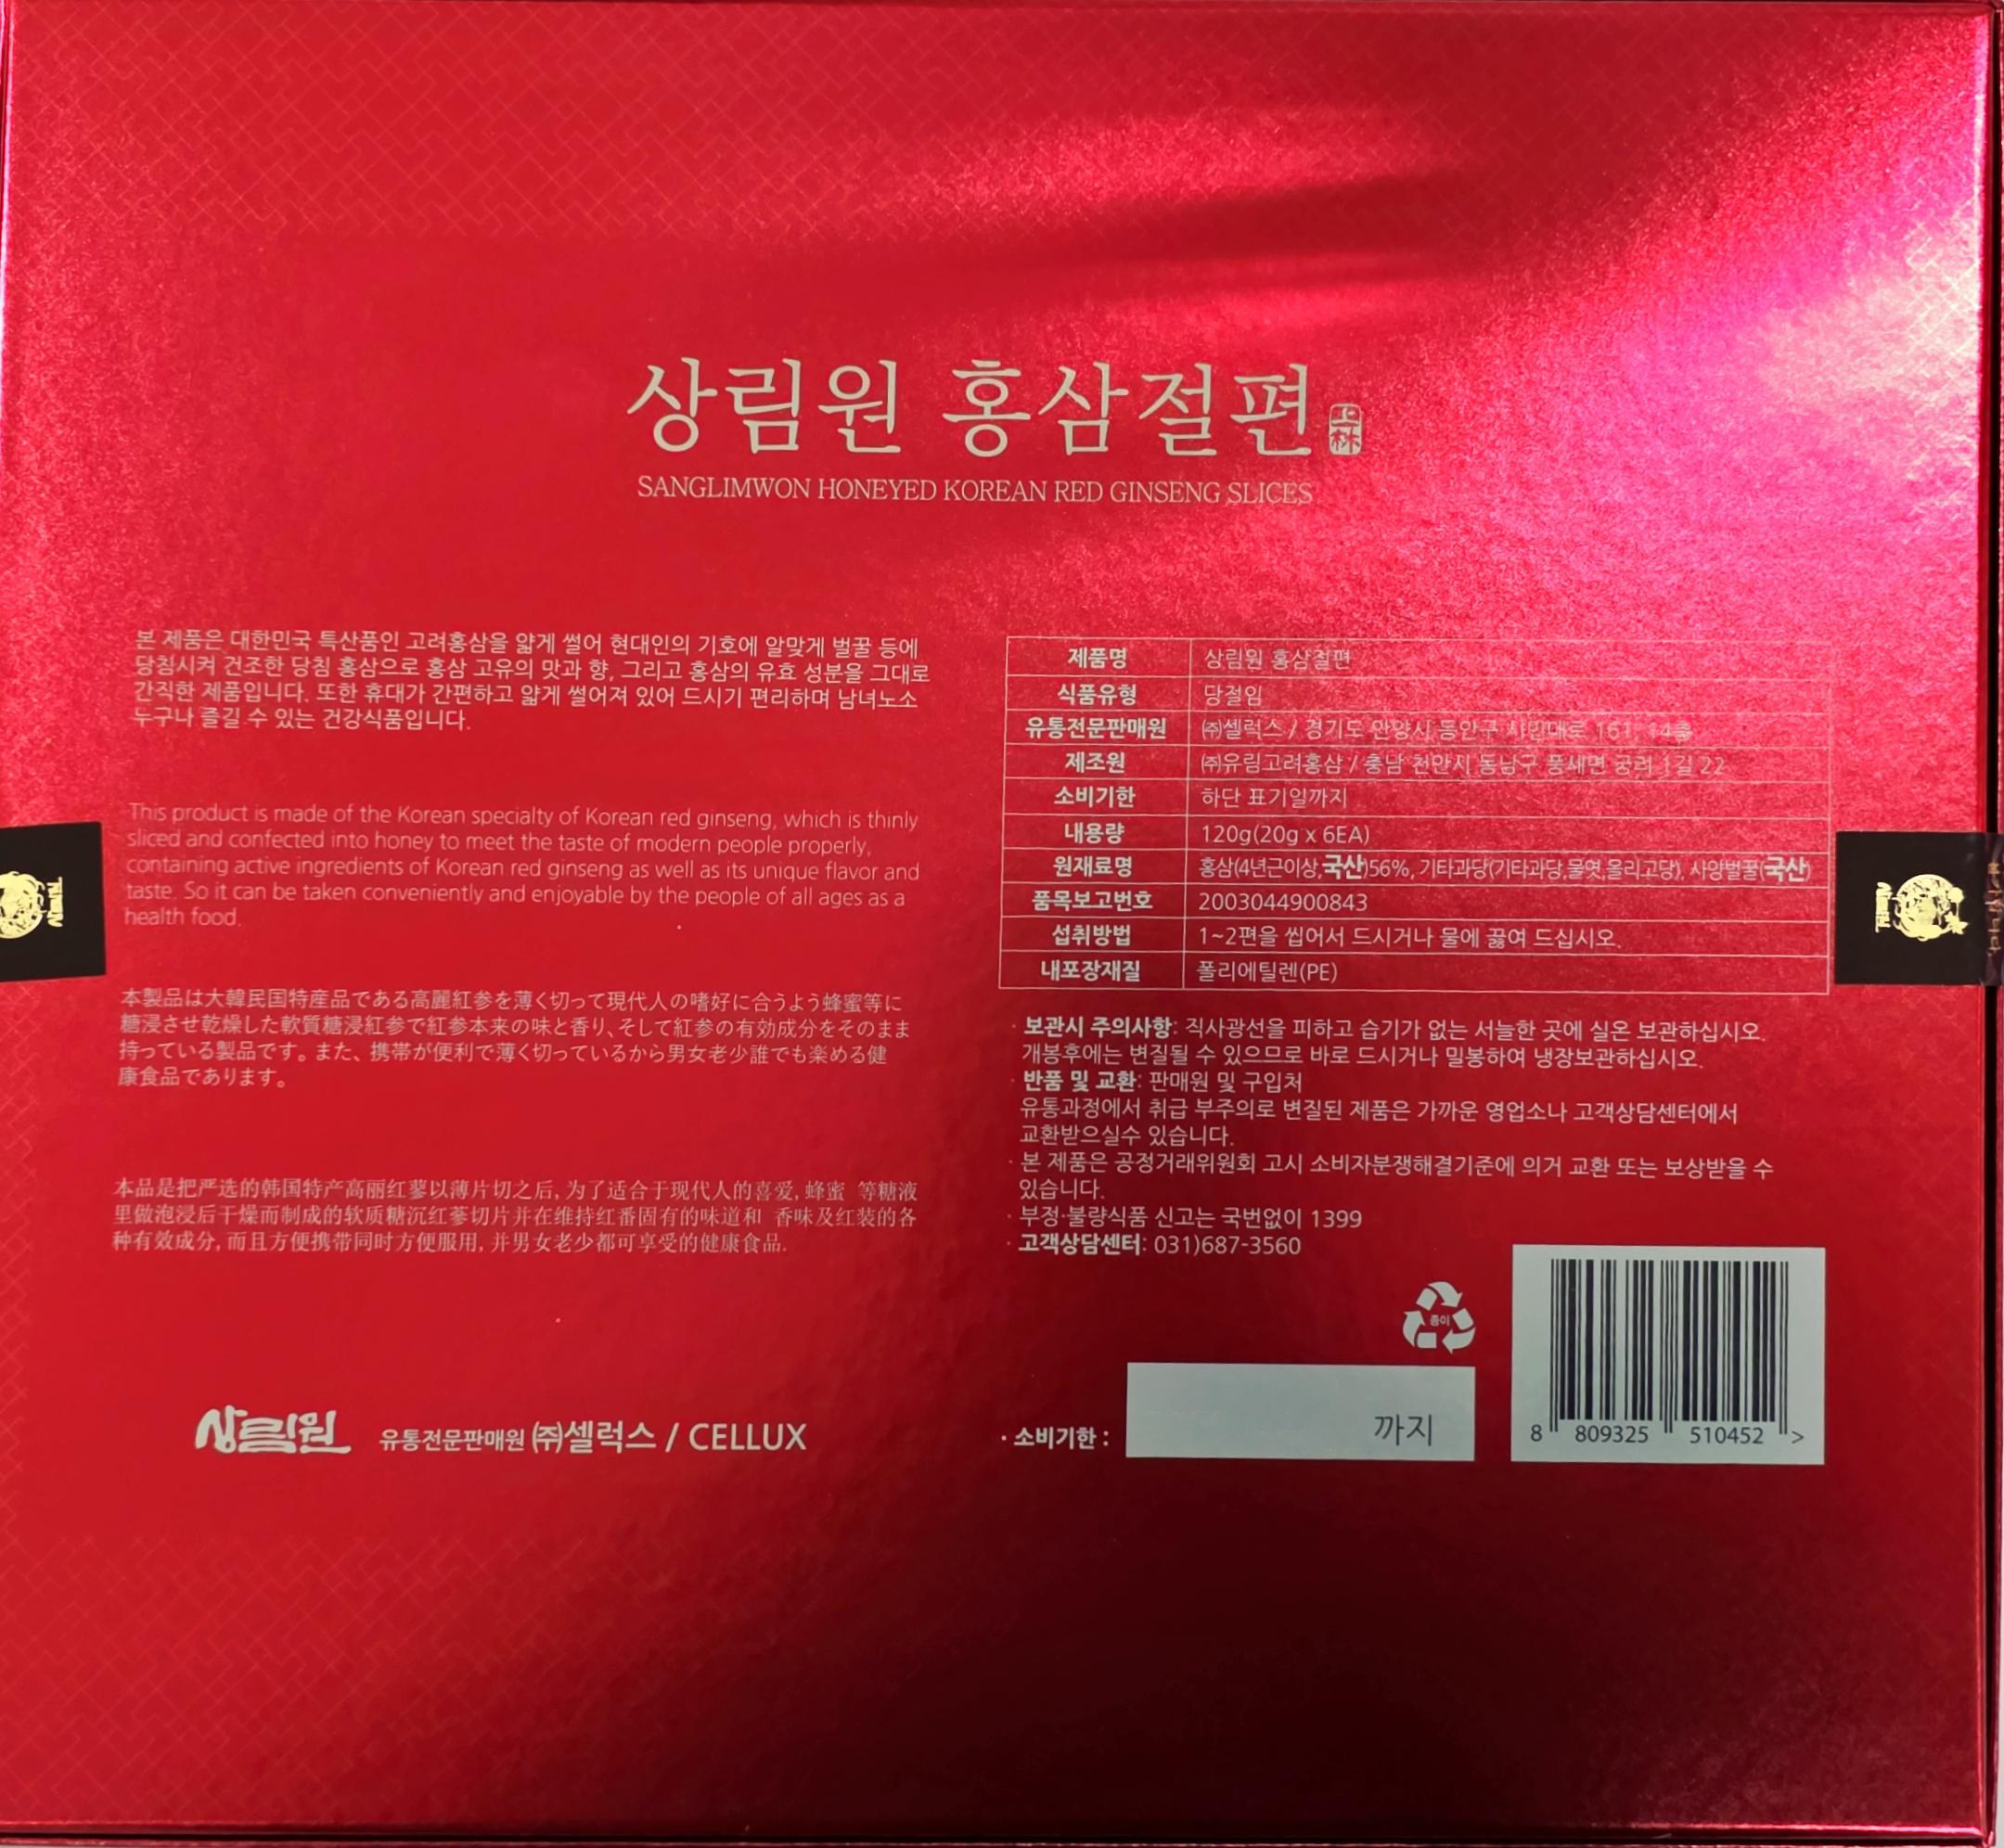 상림원 홍삼절편 上林
SANGLIMWON HONEYED KOREAN RED GINSENG SLICES
본 제품은 대한민국 특산품인 고려홍삼을 얇게 썰어 현대인의 기호에 알맞게 벌꿀 등에
당침시켜 건조한 당침 홍삼으로 홍삼 고유의 맛과 향, 그리고 홍삼의 유효 성분을 그대로
간직한 제품입니다. 또한 휴대가 간편하고 얇게 썰어져 있어 드시기 편리하며 남녀노소
누구나 즐길 수 있는 건강식품입니다.
This product is made of the Korean specialty of Korean red ginseng, which is thinly
sliced and confected into honey to meet the taste of modern people properly,
containing active ingredients of Korean red ginseng as well as its unique flavor and
taste. So it can be taken conveniently and enjoyable by the people of all ages as a
health food.
本製品は大韓民国特産品である高麗紅参を薄く切って現代人の嗜好に合うよう蜂蜜等に
糖浸させ乾燥した軟質糖浸紅参で紅参本来の味と香り、そして紅参の有効成分をそのまま
持っている製品です。また、携帯が便利で薄く切っているから男女老少誰でも楽める健
康食品であります。
本品是把严选的韩国特产高丽红蔘以薄片切之后, 为了适合于现代人的喜爱, 蜂蜜 等糖液
里做泡浸后干燥而制成的软质糖沉红蔘切片并在维持红番固有的味道和 香味及红装的各
种有效成分, 而且方便携带同时方便服用, 并男女老少都可享受的健康食品.
상림원 유통전문판매원 ㈜셀럭스 / CELLUX
제품명 상림원 홍삼절편
식품유형 당절임
유통전문판매원 ㈜셀럭스 / 경기도 안양시 동안구 시민대로 161, 14층
제조원 ㈜유림고려홍삼 / 충남 천안시 동남구 풍세면 궁려 1길 22
소비기한 하단 표기일까지
내용량 120g(20g x 6EA)
원재료명 홍삼(4년근이상,국산)56%, 기타과당(기타과당,물엿,올리고당), 사양벌꿀(국산)
품목보고번호 2003044900843
섭취방법 1~2편을 씹어서 드시거나 물에 끓여 드십시오.
내포장재질 폴리에틸렌(PE)
· 보관시 주의사항: 직사광선을 피하고 습기가 없는 서늘한 곳에 실온 보관하십시오.
개봉후에는 변질될 수 있으므로 바로 드시거나 밀봉하여 냉장보관하십시오.
· 반품 및 교환: 판매원 및 구입처
유통과정에서 취급 부주의로 변질된 제품은 가까운 영업소나 고객상담센터에서
교환받으실수 있습니다.
· 본 제품은 공정거래위원회 고시 소비자분쟁해결기준에 의거 교환 또는 보상받을 수
있습니다.
· 부정·불량식품 신고는 국번없이 1399
· 고객상담센터: 031)687-3560
종이
· 소비기한 : 까지
8 809325 510452 >